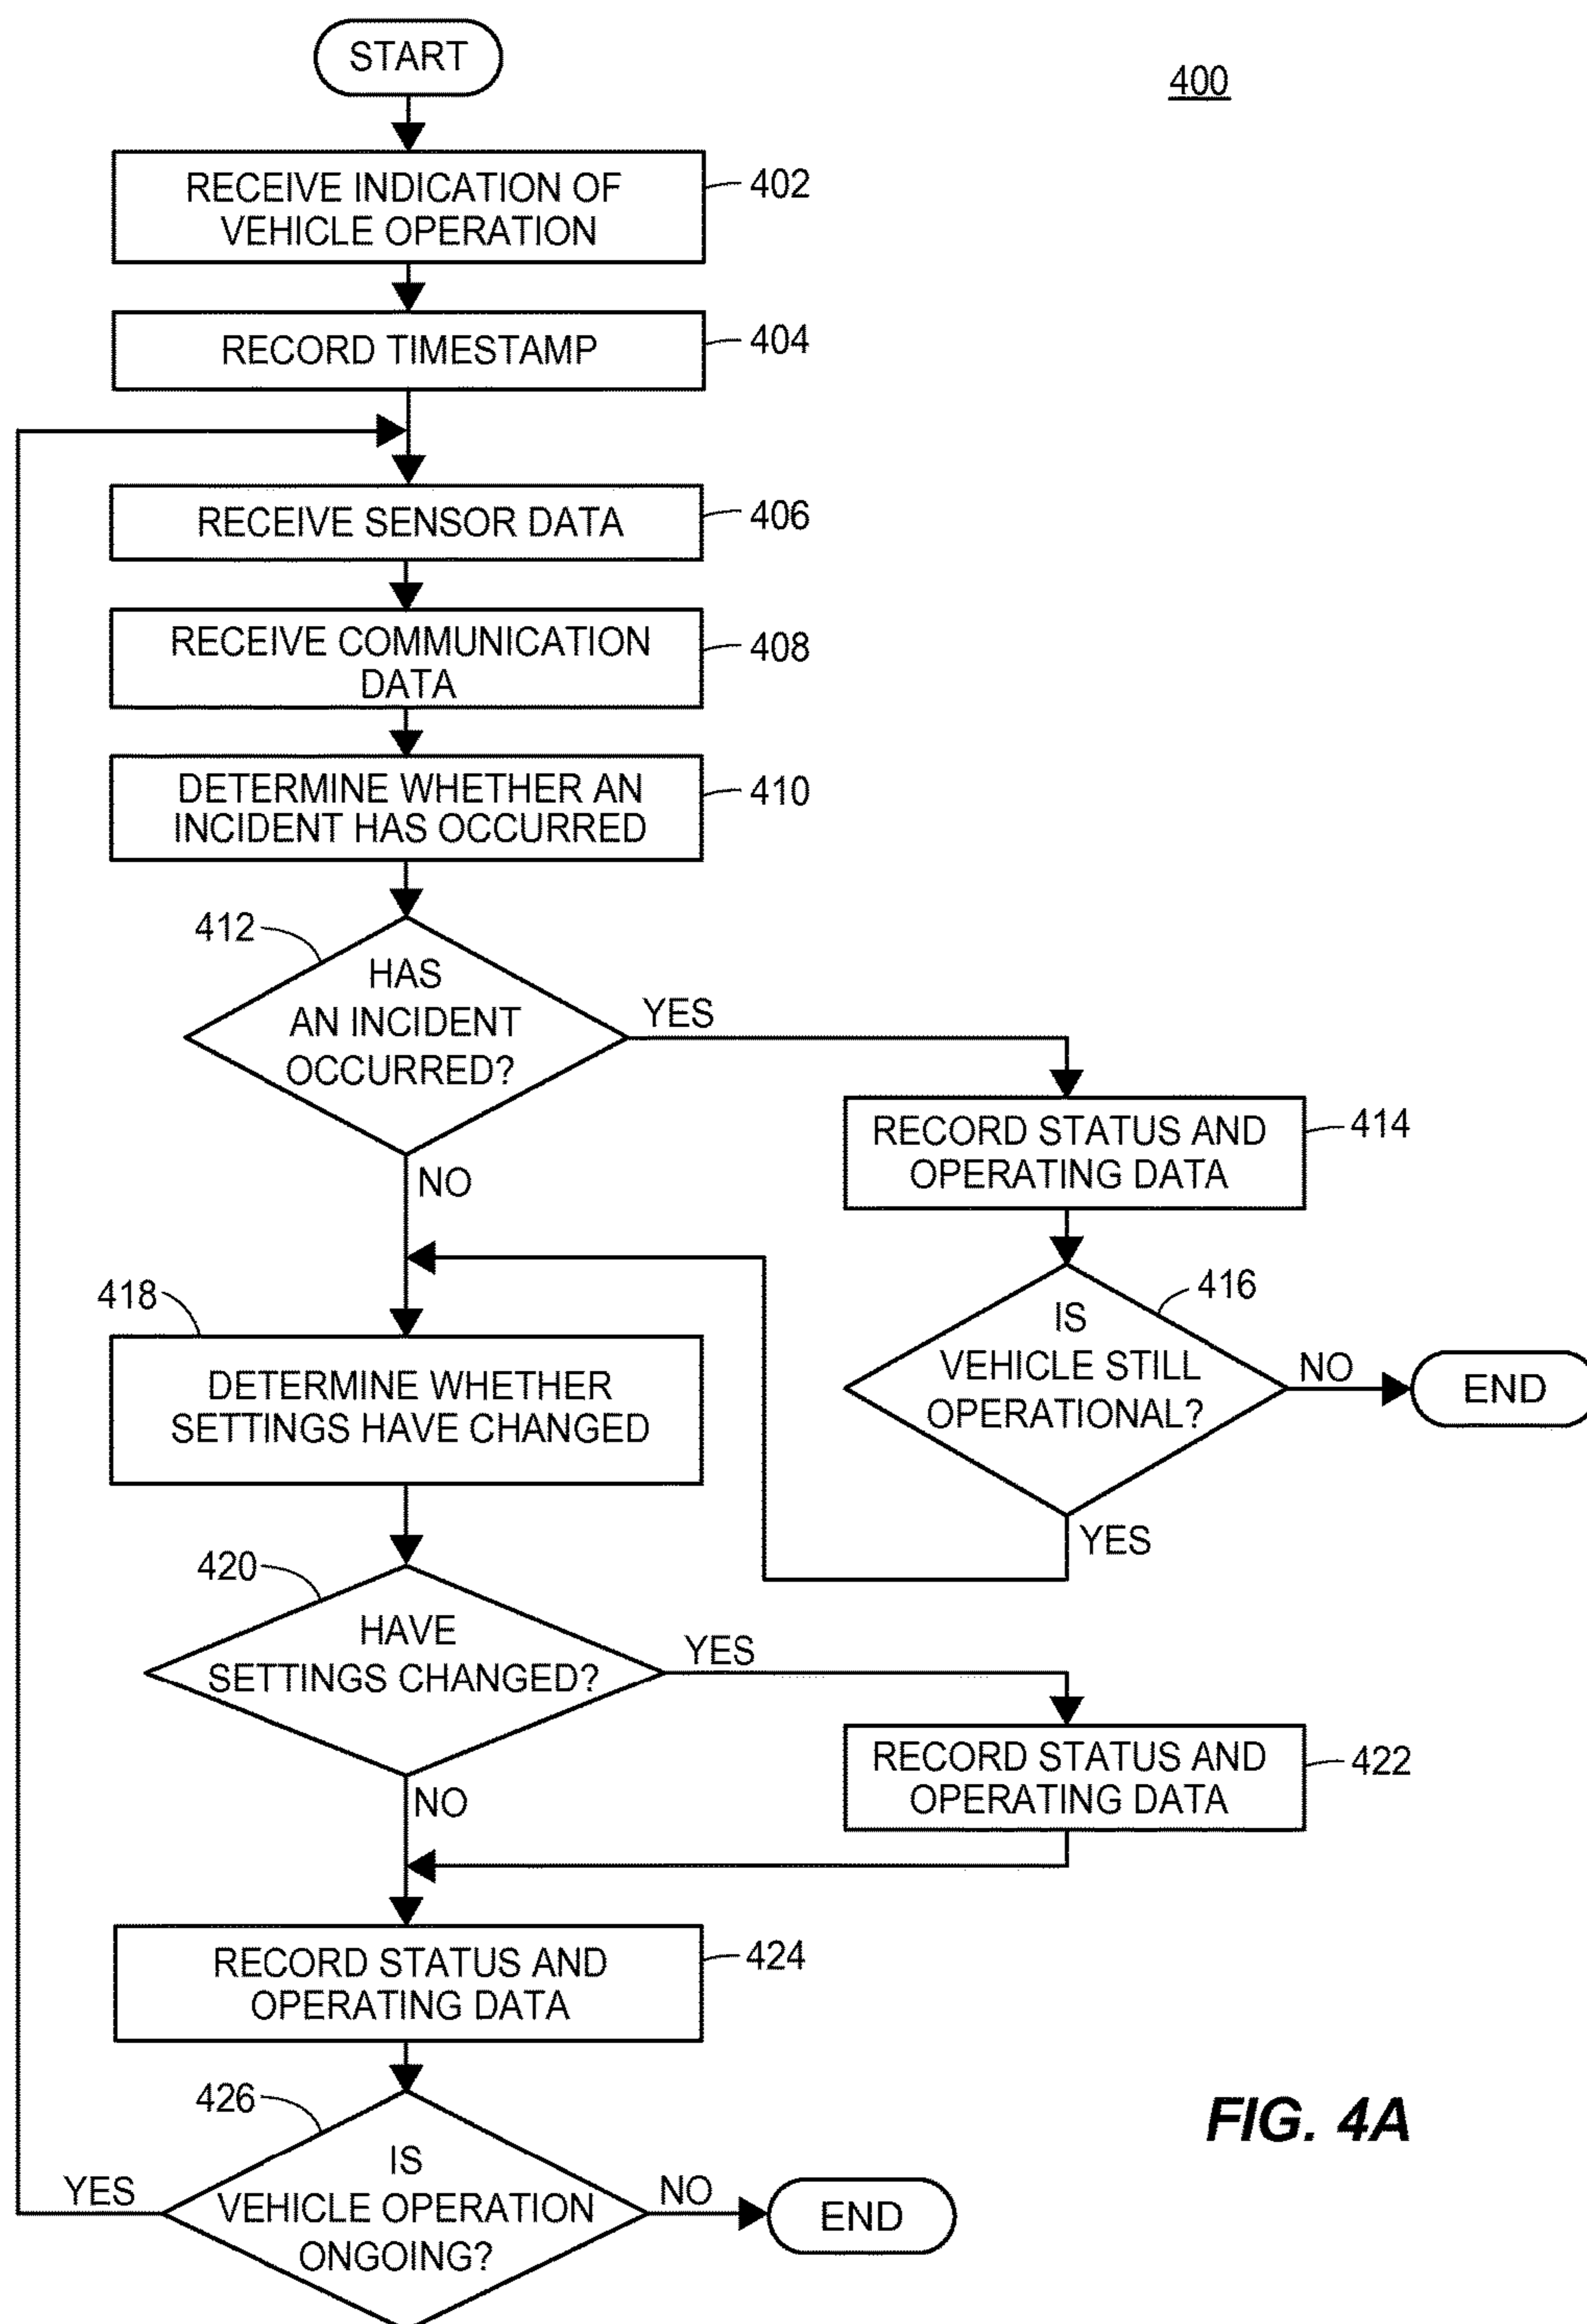 START
400
RECEIVE INDICATION OF
VEHICLE OPERATION
402
RECORD TIMESTAMP
404
RECEIVE SENSOR DATA
406
RECEIVE COMMUNICATION
DATA
408
DETERMINE WHETHER AN
INCIDENT HAS OCCURRED
410
412
HAS
AN INCIDENT
OCCURRED?
YES
NO
RECORD STATUS AND
OPERATING DATA
414
IS
VEHICLE STILL
OPERATIONAL?
416
NO
END
YES
418
DETERMINE WHETHER
SETTINGS HAVE CHANGED
420
HAVE
SETTINGS CHANGED?
YES
NO
RECORD STATUS AND
OPERATING DATA
422
RECORD STATUS AND
OPERATING DATA
424
426
IS
VEHICLE OPERATION
ONGOING?
YES
NO
END
FIG. 4A